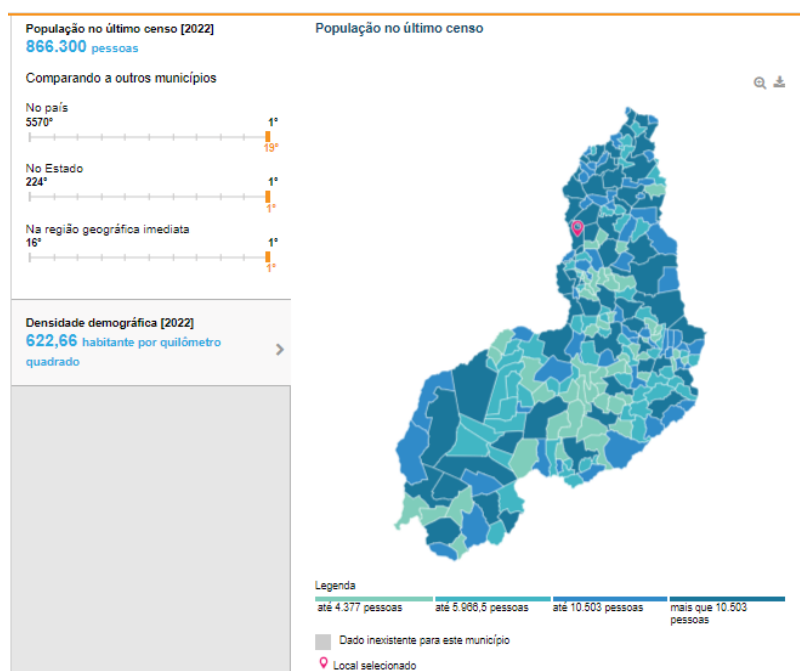 População no último censo [2022]
866.300 pessoas
Comparando a outros municípios
No país
5570° 1°
19°
No Estado
224° 1°
1°
Na região geográfica imediata
16° 1°
1°
Densidade demográfica [2022]
622,66 habitante por quilômetro
quadrado
População no último censo
Legenda
até 4.377 pessoas
até 5.966,5 pessoas
até 10.503 pessoas
mais que 10.503
pessoas
Dado inexistente para este município
Local selecionado